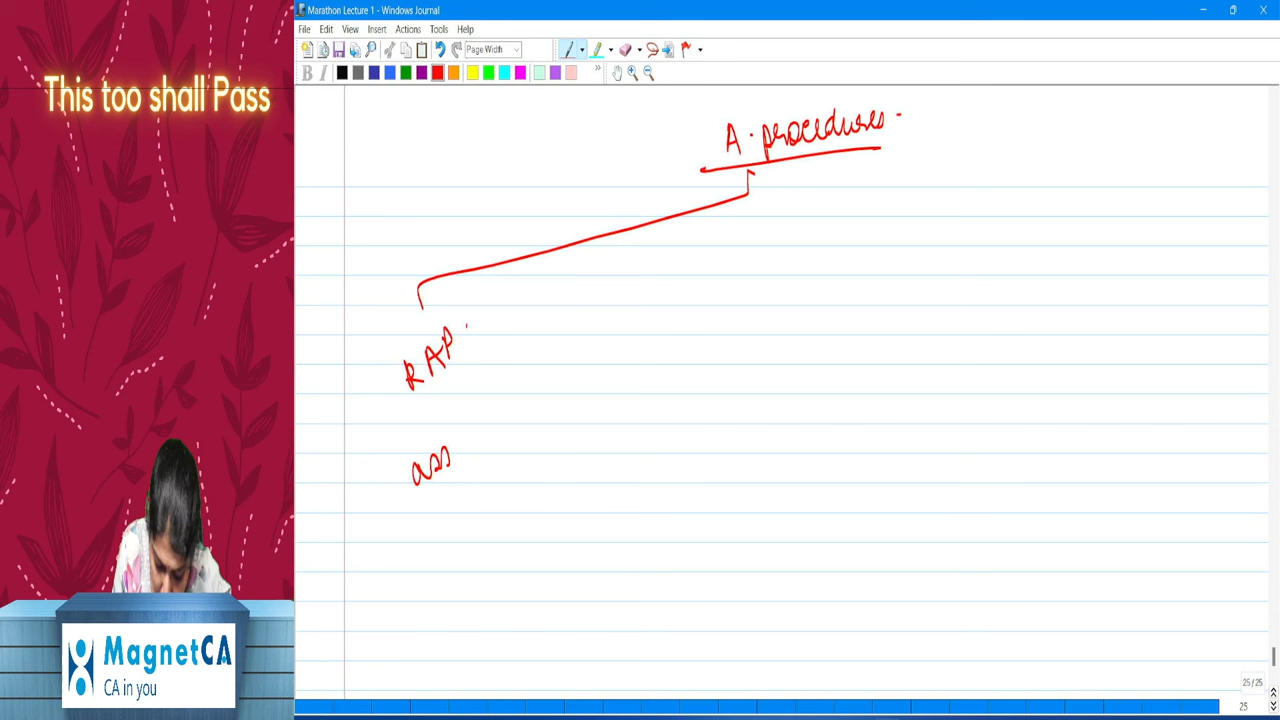 Marathon Lecture 1 - Windows Journal
File Edit View Insert Actions Tools Help
Page Width
B I
This too shall Pass
A. procedures.
RAP.
ass
MagnetCA
CA in you
25 / 25
25